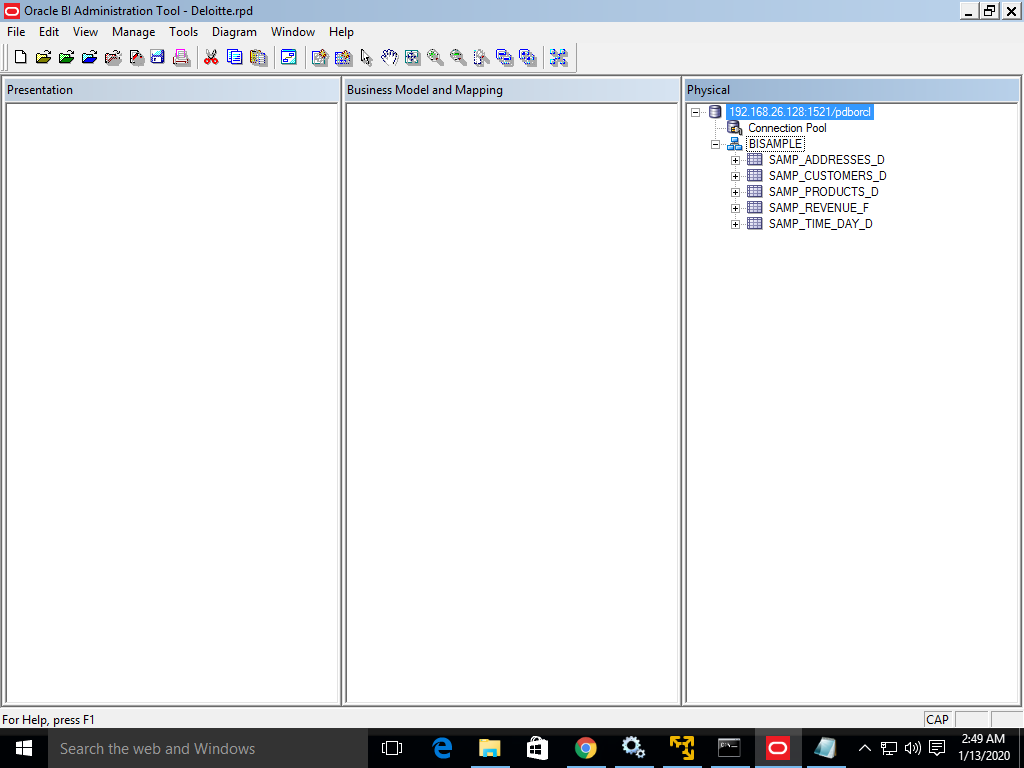 Oracle BI Administration Tool - Deloitte.rpd
File Edit View Manage Tools Diagram Window Help
Presentation
Business Model and Mapping
Physical
192.168.26.128:1521/pdborcl
Connection Pool
BISAMPLE
SAMP_ADDRESSES_D
SAMP_CUSTOMERS_D
SAMP_PRODUCTS_D
SAMP_REVENUE_F
SAMP_TIME_DAY_D
For Help, press F1
CAP
Search the web and Windows
2:49 AM
1/13/2020